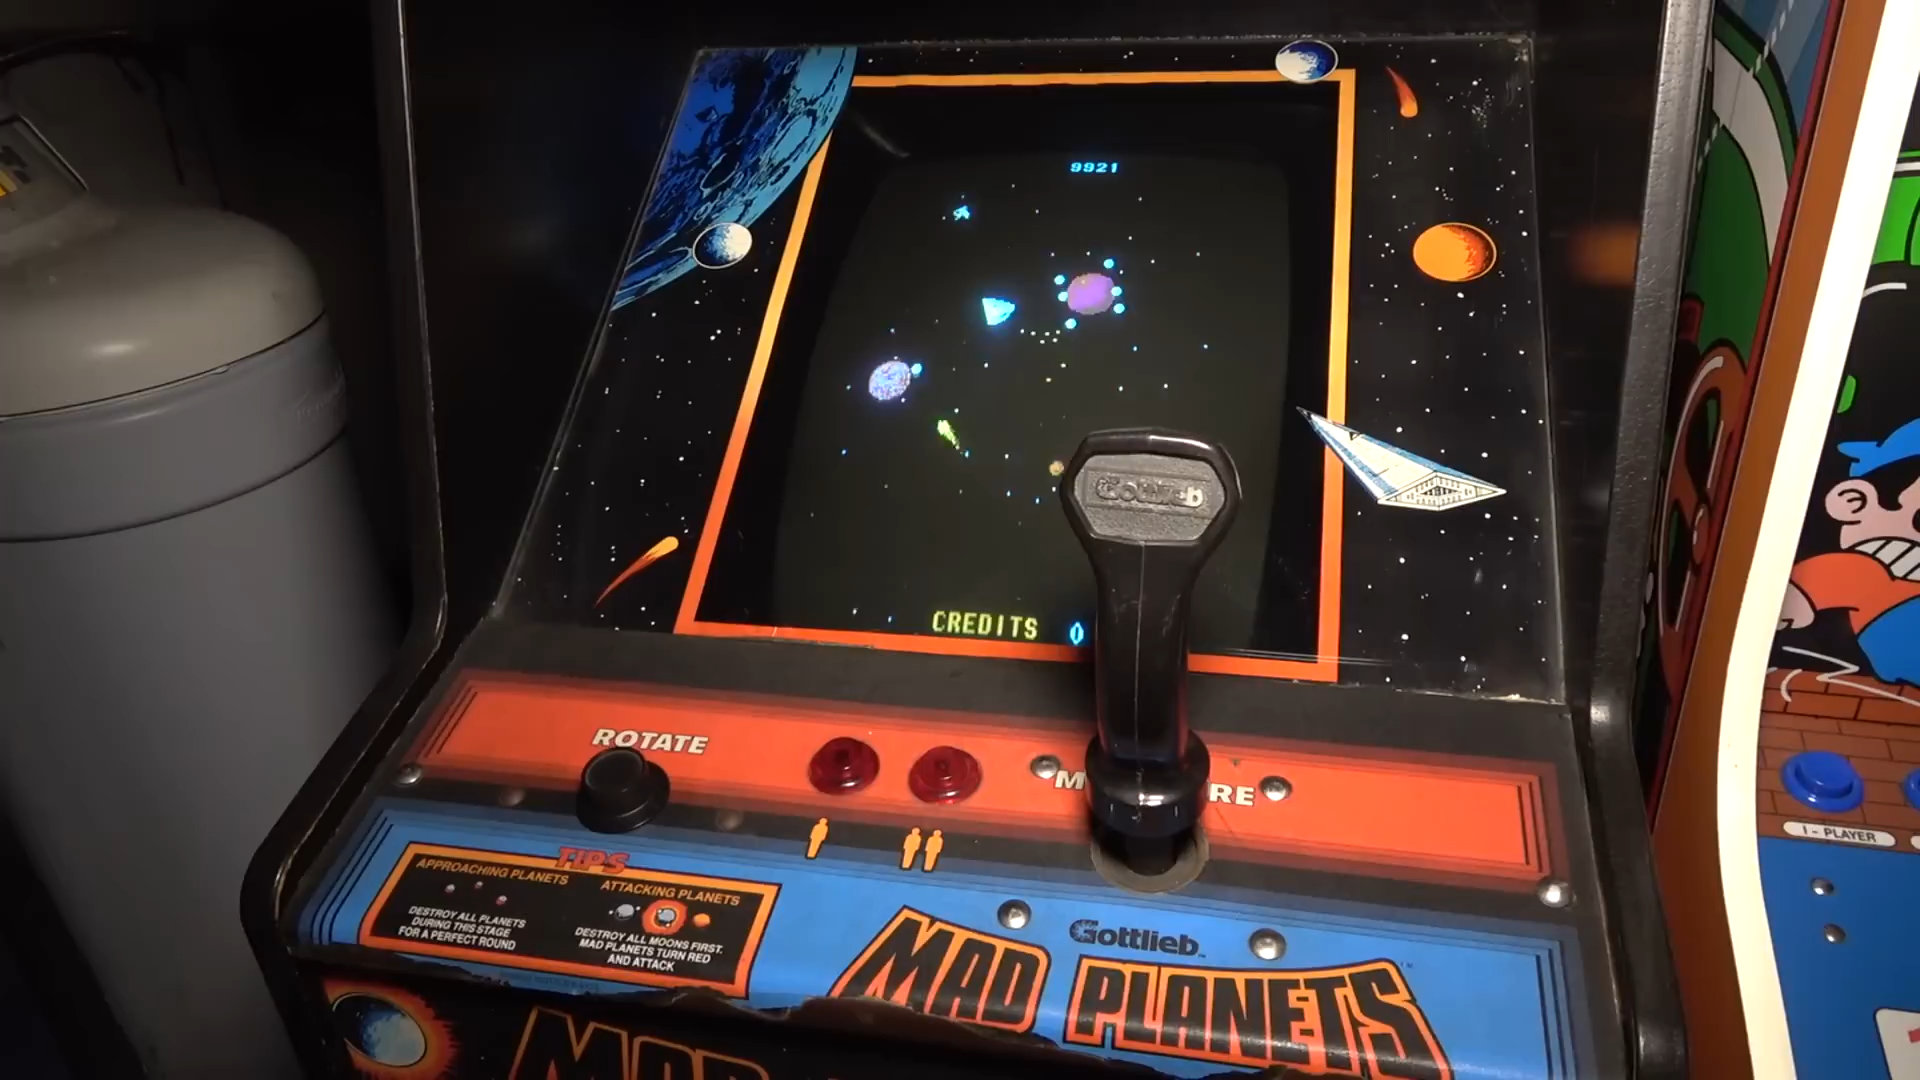 9921
Gottlieb
CREDITS 0
ROTATE
M RE
TIPS
APPROACHING PLANETS
DESTROY ALL PLANETS
DURING THIS STAGE
FOR A PERFECT ROUND
ATTACKING PLANETS
DESTROY ALL MOONS FIRST.
MAD PLANETS TURN RED
AND ATTACK
Gottlieb
MAD PLANETS
MAD
1 - PLAYER